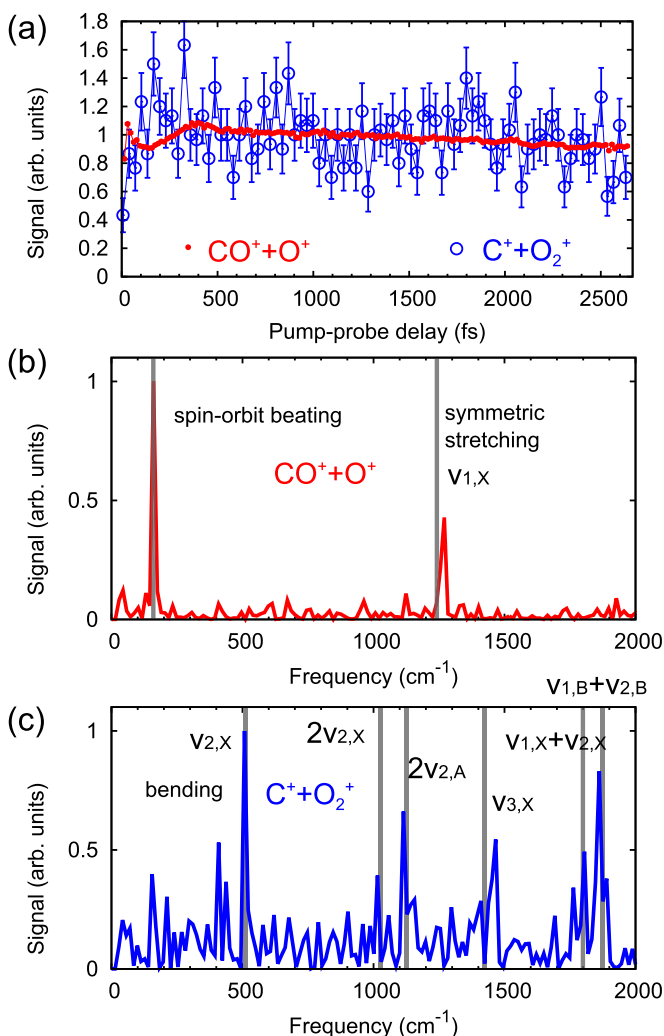 (a)
Signal (arb. units)
1.8
1.6
1.4
1.2
1
0.8
0.6
0.4
0.2
0
CO⁺+O⁺
C⁺+O₂⁺
0 500 1000 1500 2000 2500
Pump-probe delay (fs)
(b)
Signal (arb. units)
1
0.5
0
spin-orbit beating
symmetric
stretching
CO⁺+O⁺
ν1,X
0 500 1000 1500 2000
Frequency (cm⁻¹)
(c)
Signal (arb. units)
1
0.5
0
ν1,B+ν2,B
ν2,X
2ν2,X
ν1,X+ν2,X
2ν2,A
bending
C⁺+O₂⁺
ν3,X
0 500 1000 1500 2000
Frequency (cm⁻¹)